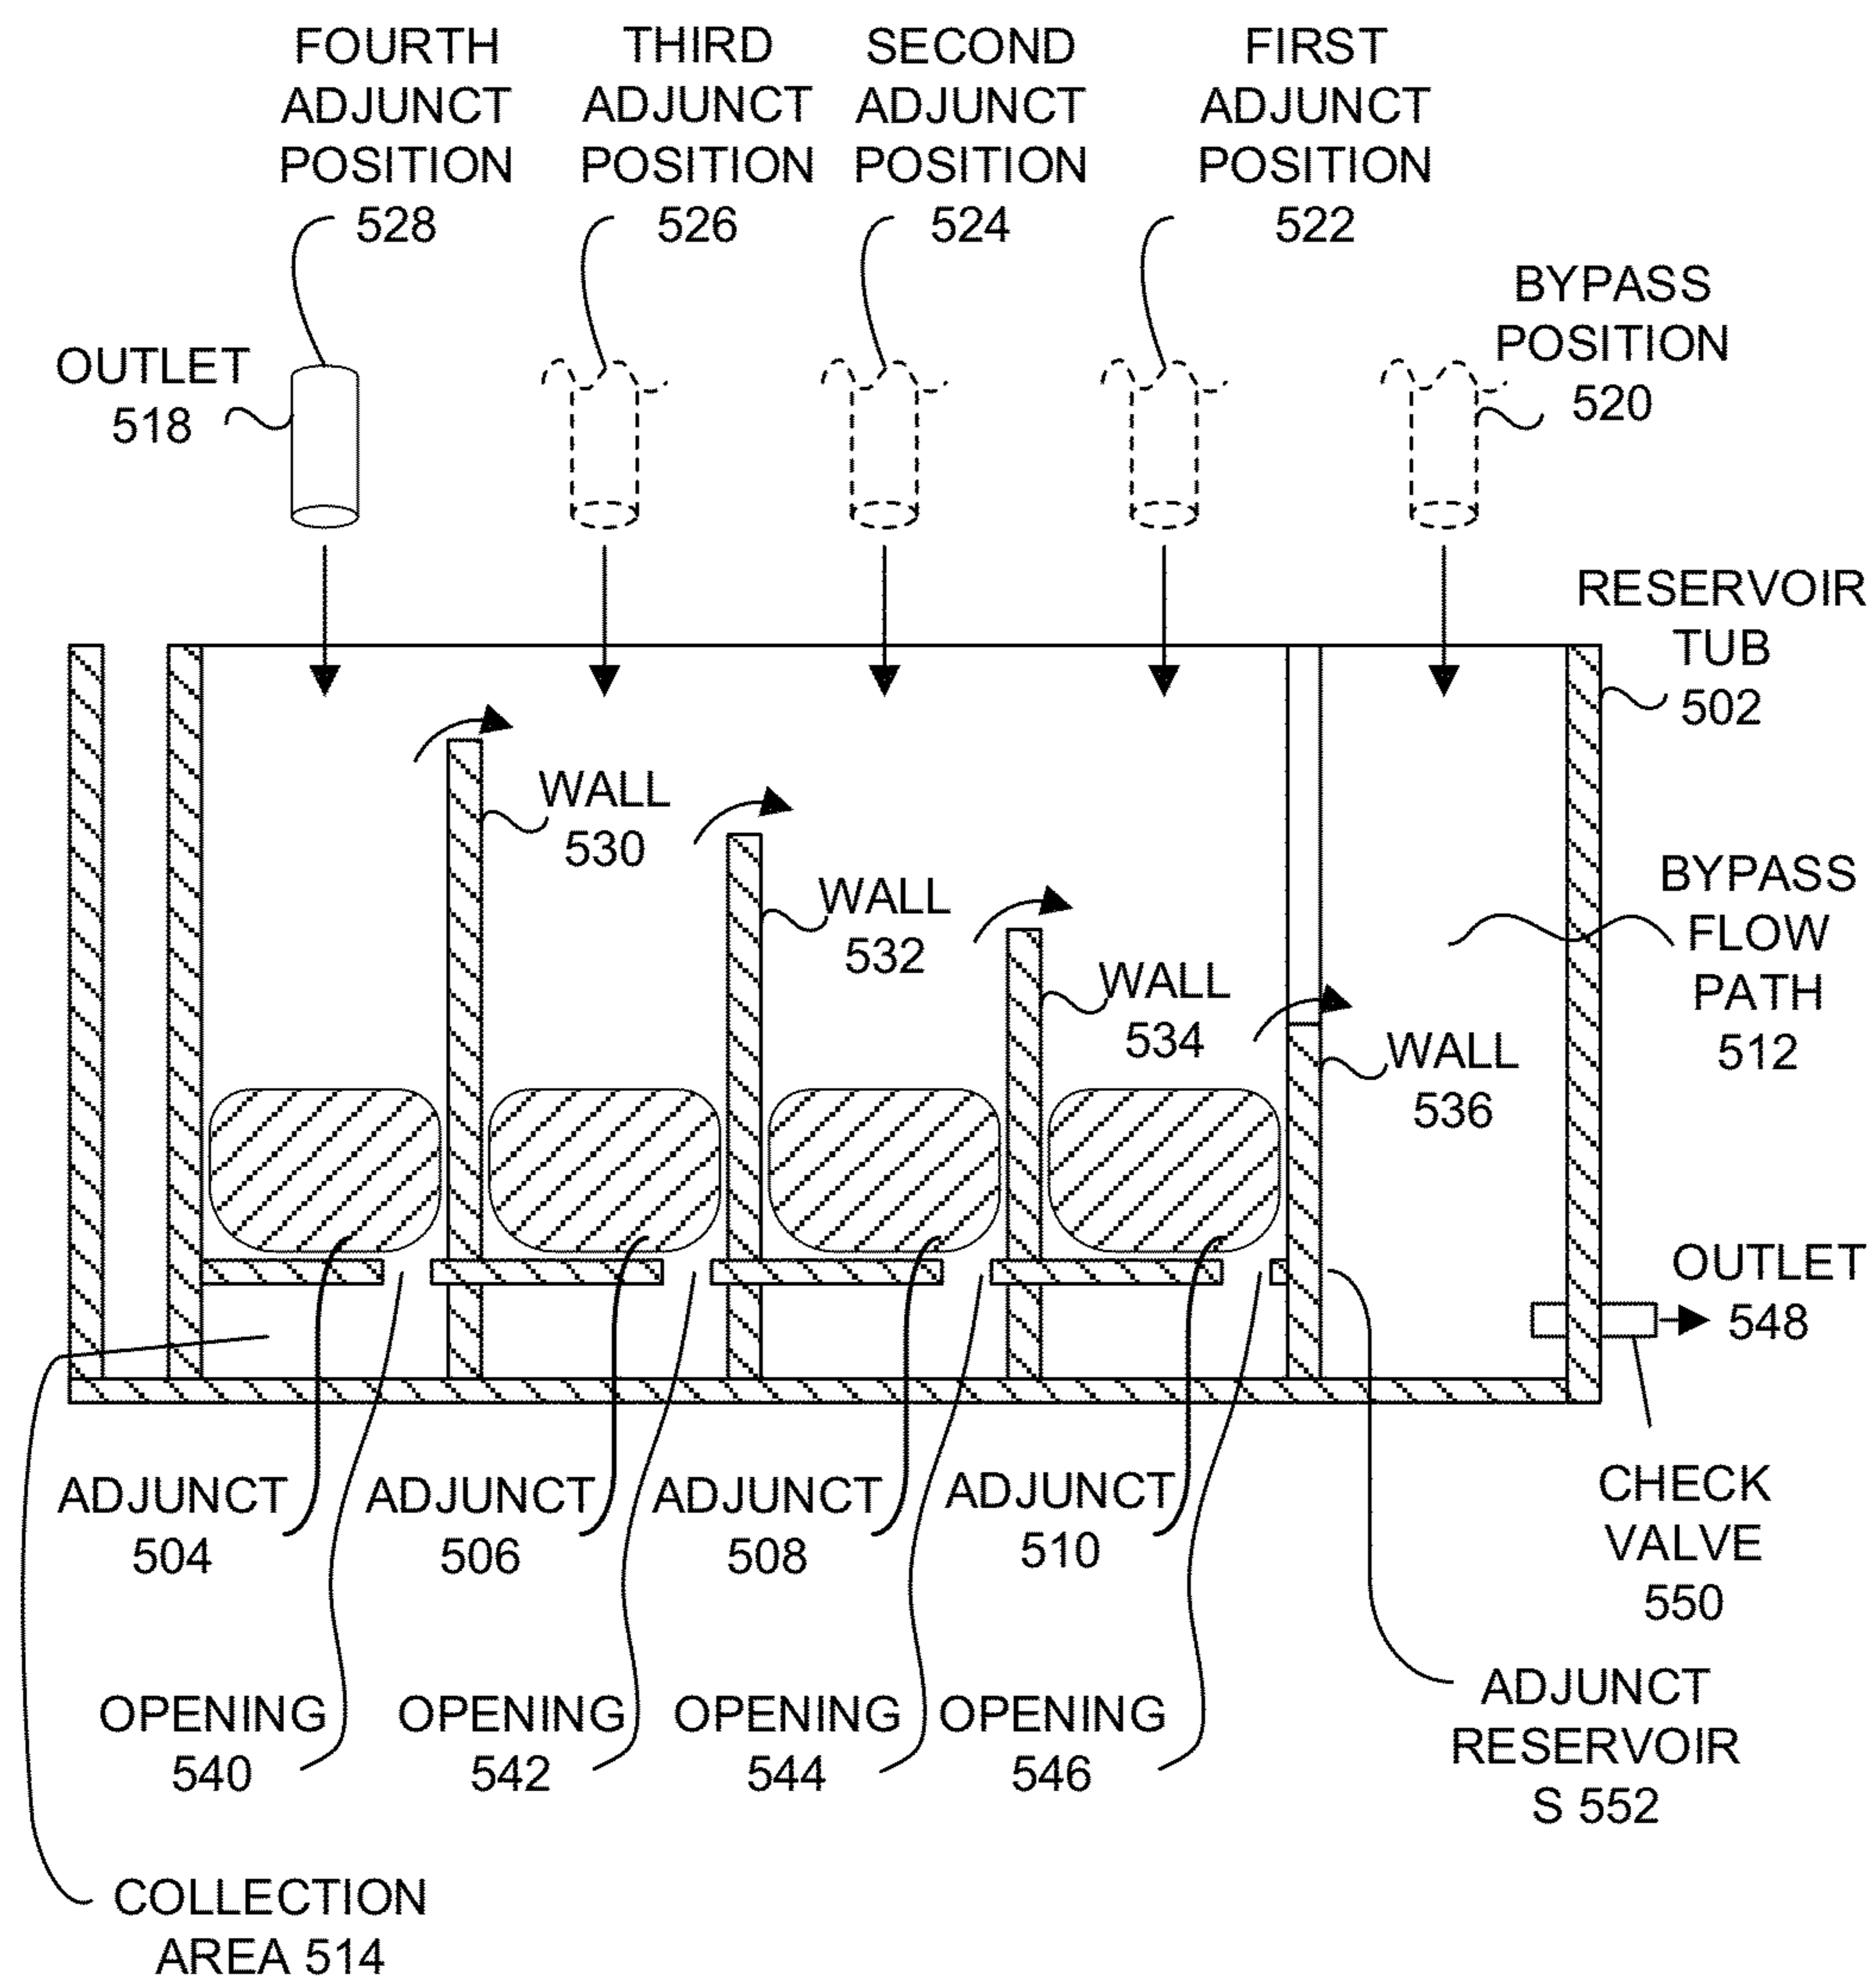 FOURTH
ADJUNCT
POSITION
528
THIRD
ADJUNCT
POSITION
526
SECOND
ADJUNCT
POSITION
524
FIRST
ADJUNCT
POSITION
522
BYPASS
POSITION
520
OUTLET
518
RESERVOIR
TUB
502
WALL
530
WALL
532
WALL
534
WALL
536
BYPASS
FLOW
PATH
512
OUTLET
548
CHECK
VALVE
550
ADJUNCT
504
ADJUNCT
506
ADJUNCT
508
ADJUNCT
510
OPENING
540
OPENING
542
OPENING
544
OPENING
546
ADJUNCT
RESERVOIR
S 552
COLLECTION
AREA 514